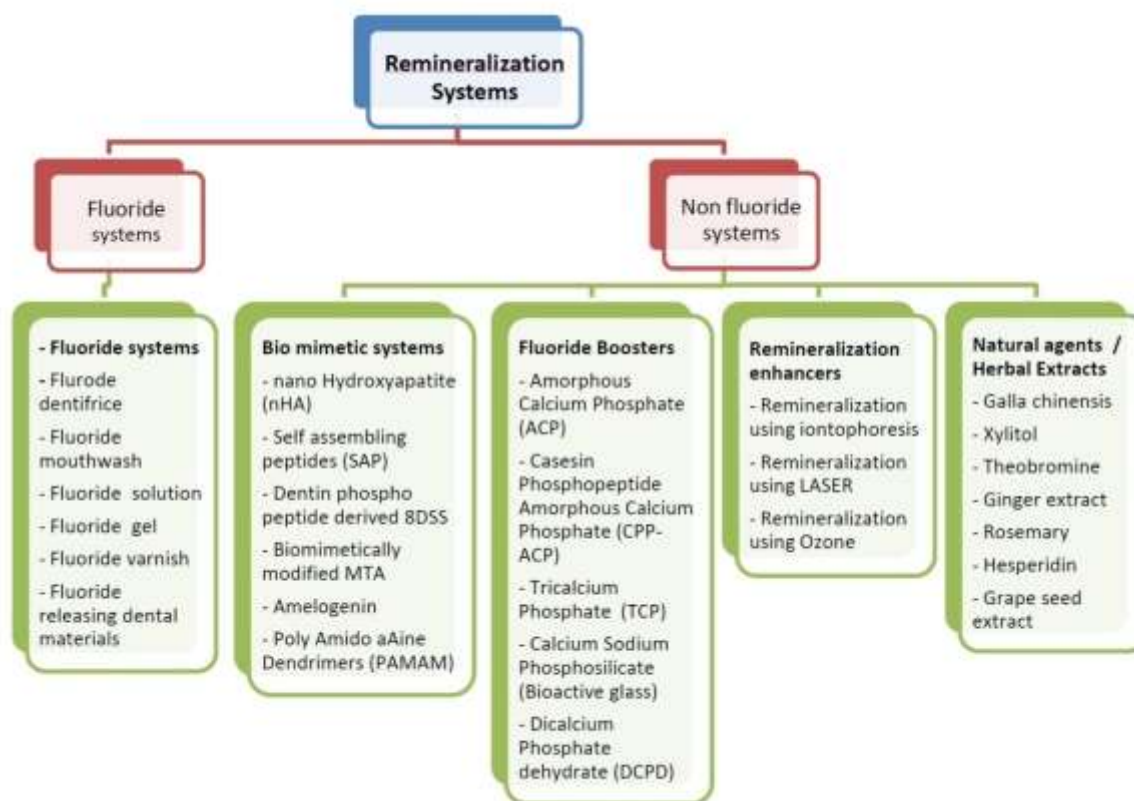 Remineralization
Systems
Fluoride
systems
Non fluoride
systems
- Fluoride systems
- Flurode
dentifrice
- Fluoride
mouthwash
- Fluoride solution
- Fluoride gel
- Fluoride varnish
- Fluoride
releasing dental
materials
Bio mimetic systems
- nano Hydroxyapatite
(nHA)
- Self assembling
peptides (SAP)
- Dentin phospho
peptide derived 8DSS
- Biomimetically
modified MTA
- Amelogenin
- Poly Amido aAine
Dendrimers (PAMAM)
Fluoride Boosters
- Amorphous
Calcium Phosphate
(ACP)
- Casesin
Phosphopeptide
Amorphous Calcium
Phosphate (CPP-
ACP)
- Tricalcium
Phosphate (TCP)
- Calcium Sodium
Phosphosilicate
(Bioactive glass)
- Dicalcium
Phosphate
dehydrate (DCPD)
Remineralization
enhancers
- Remineralization
using iontophoresis
- Remineralization
using LASER
- Remineralization
using Ozone
Natural agents /
Herbal Extracts
- Galla chinensis
- Xylitol
- Theobromine
- Ginger extract
- Rosemary
- Hesperidin
- Grape seed
extract